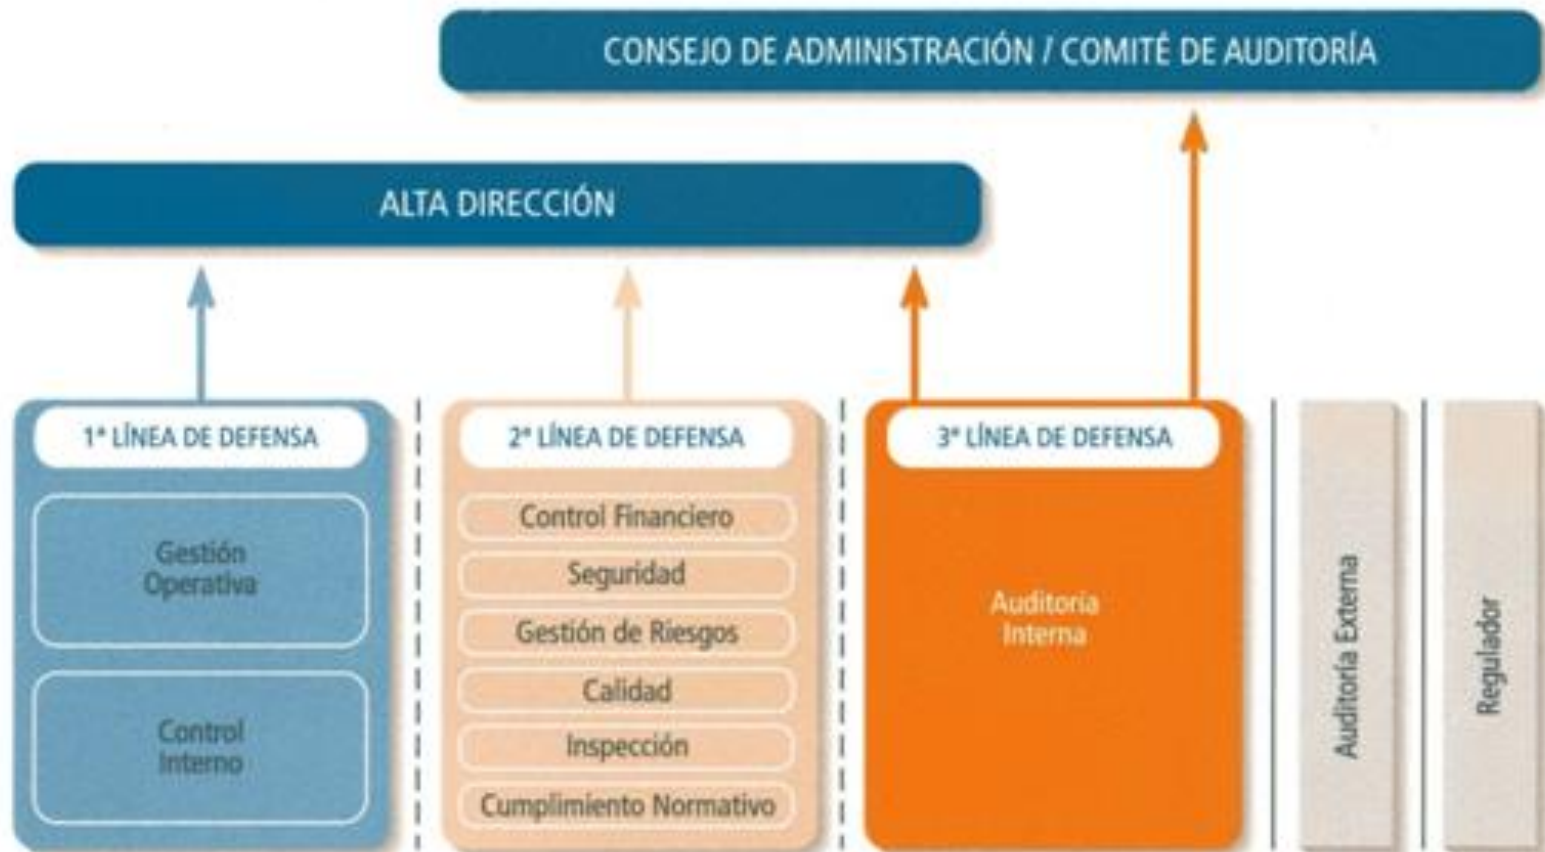 CONSEJO DE ADMINISTRACIÓN / COMITÉ DE AUDITORÍA
ALTA DIRECCIÓN
1ª LÍNEA DE DEFENSA
Gestión
Operativa
Control
Interno
2ª LÍNEA DE DEFENSA
Control Financiero
Seguridad
Gestión de Riesgos
Calidad
Inspección
Cumplimiento Normativo
3ª LÍNEA DE DEFENSA
Auditoría
Interna
Auditoría Externa
Regulador